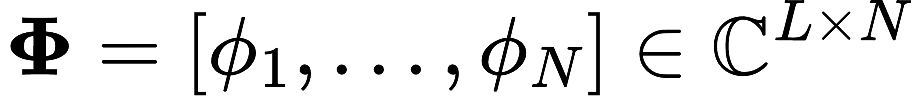 𝚽 = [ϕ₁, . . . , ϕ_N] ∈ ℂ^{L×N}